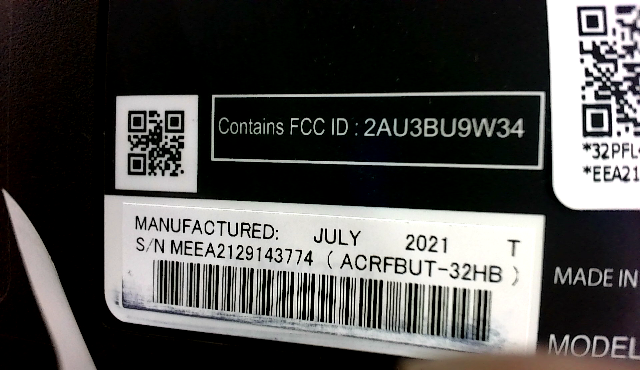 Contains FCC ID : 2AU3BU9W34
*32PFL
*EEA21
MANUFACTURED: JULY 2021 T
S/N MEEA2129143774 ( ACRFBUT-32HB )
MADE IN
MODEL